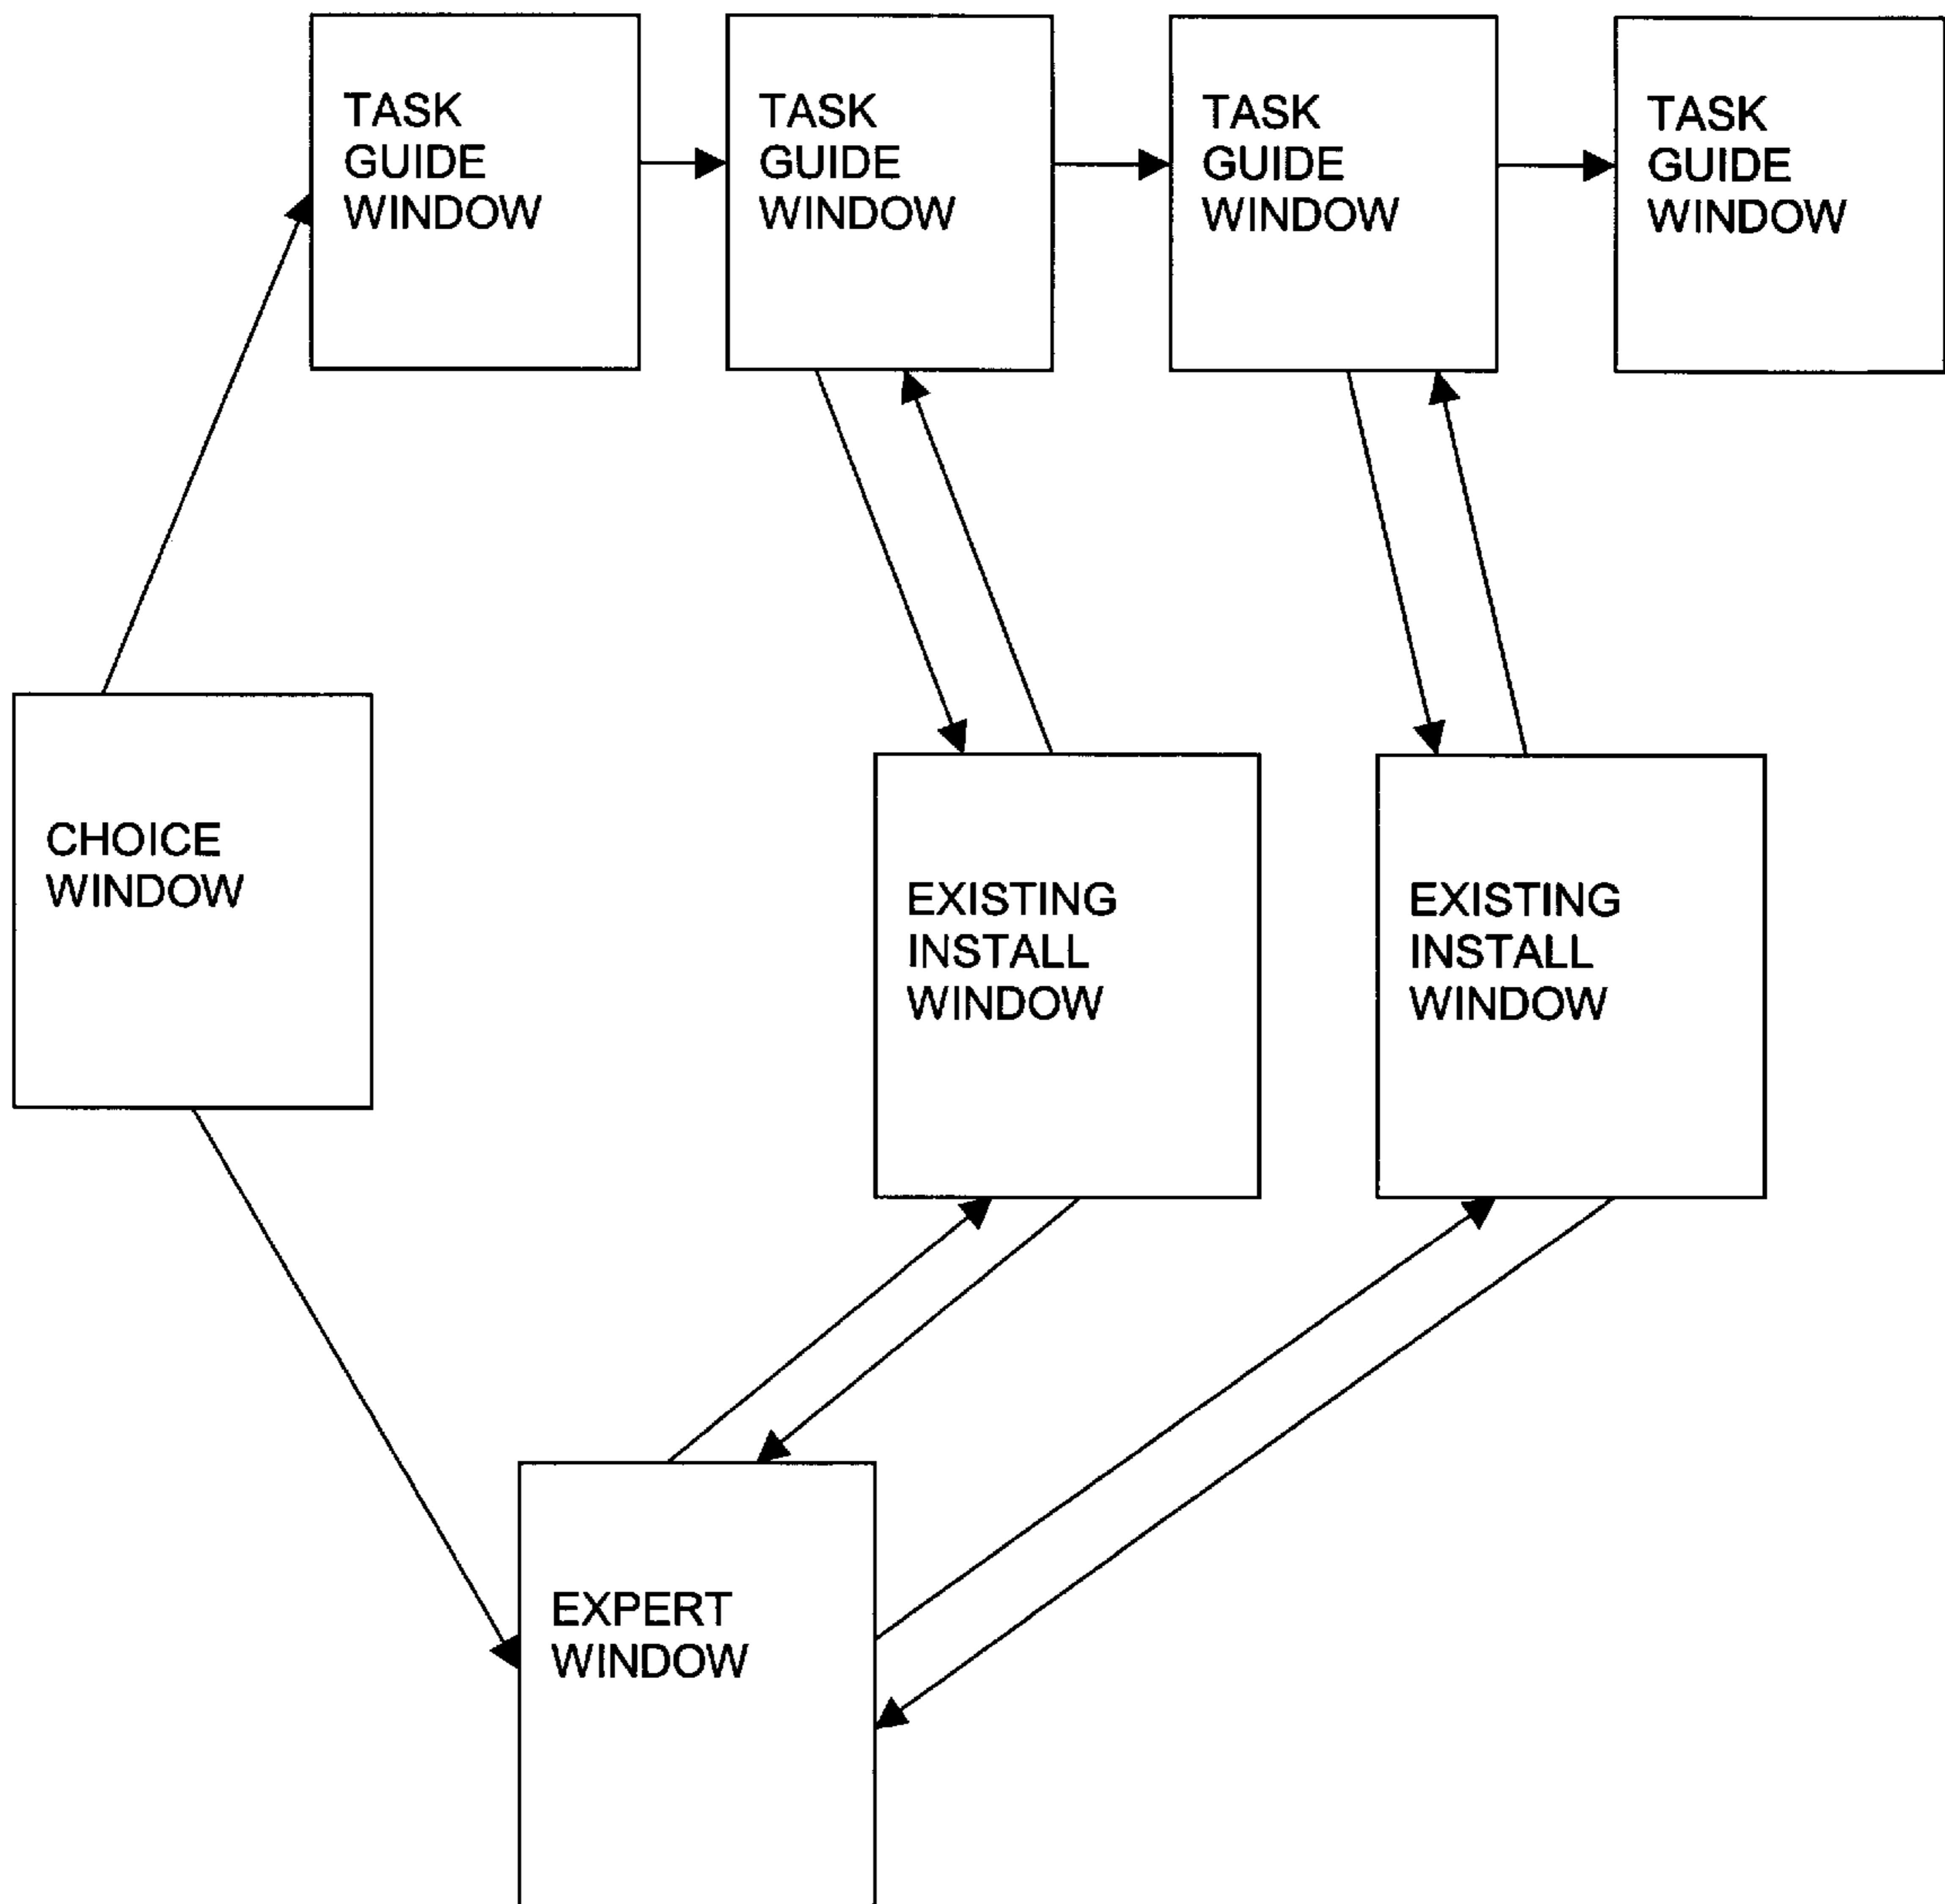 TASK
GUIDE
WINDOW
TASK
GUIDE
WINDOW
TASK
GUIDE
WINDOW
TASK
GUIDE
WINDOW
CHOICE
WINDOW
EXISTING
INSTALL
WINDOW
EXISTING
INSTALL
WINDOW
EXPERT
WINDOW